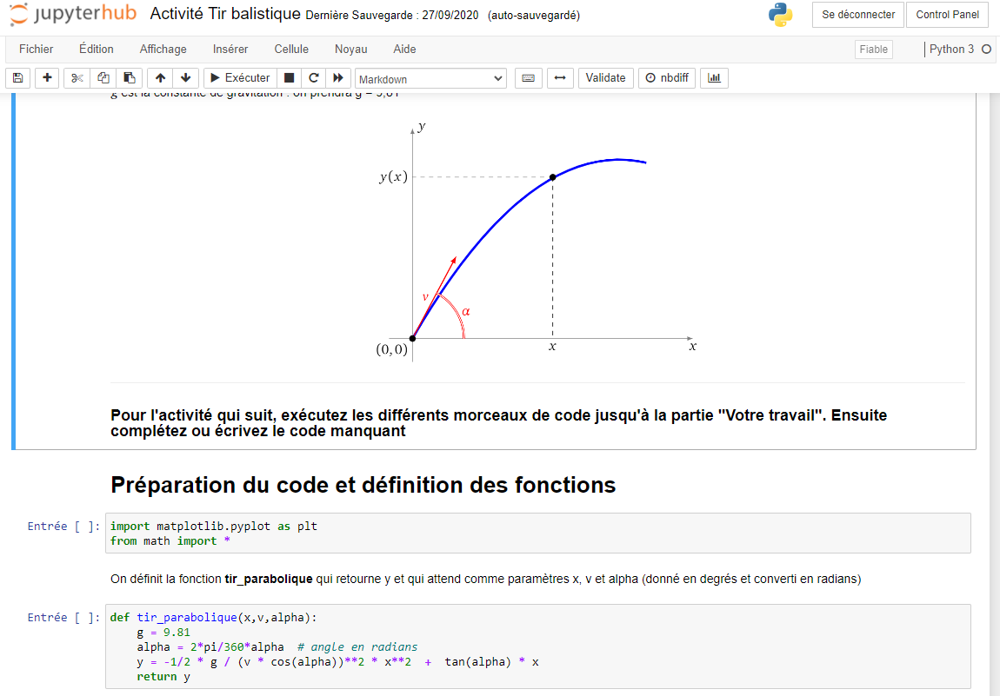 jupyterhub Activité Tir balistique Dernière Sauvegarde : 27/09/2020 (auto-sauvegardé) Se déconnecter Control Panel
Fichier Édition Affichage Insérer Cellule Noyau Aide Fiable Python 3
Exécuter Markdown Validate nbdiff
g est la constante de gravitation : on prendra g = 9,81
y
y(x)
v
α
(0,0)
x
x
Pour l'activité qui suit, exécutez les différents morceaux de code jusqu'à la partie "Votre travail". Ensuite
complétez ou écrivez le code manquant
Préparation du code et définition des fonctions
Entrée [ ]: import matplotlib.pyplot as plt
from math import *
On définit la fonction tir_parabolique qui retourne y et qui attend comme paramètres x, v et alpha (donné en degrés et converti en radians)
Entrée [ ]: def tir_parabolique(x,v,alpha):
    g = 9.81
    alpha = 2*pi/360*alpha  # angle en radians
    y = -1/2 * g / (v * cos(alpha))**2 * x**2  +  tan(alpha) * x
    return y